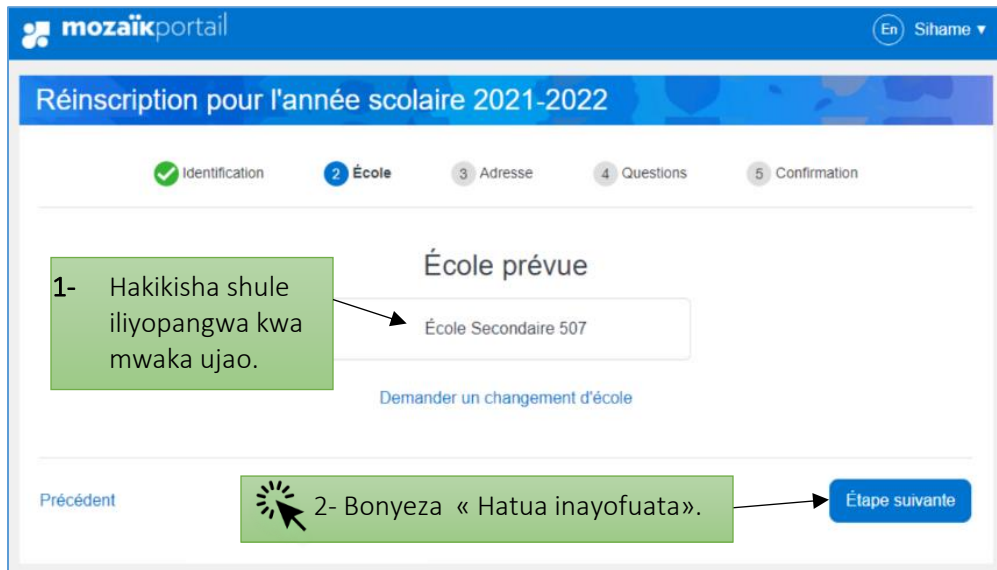 mozaïkportail
En Sihame ▾
Réinscription pour l'année scolaire 2021-2022
Identification 2 École 3 Adresse 4 Questions 5 Confirmation
École prévue
1- Hakikisha shule
iliyopangwa kwa
mwaka ujao.
École Secondaire 507
Demander un changement d'école
Précédent
2- Bonyeza « Hatua inayofuata».
Étape suivante